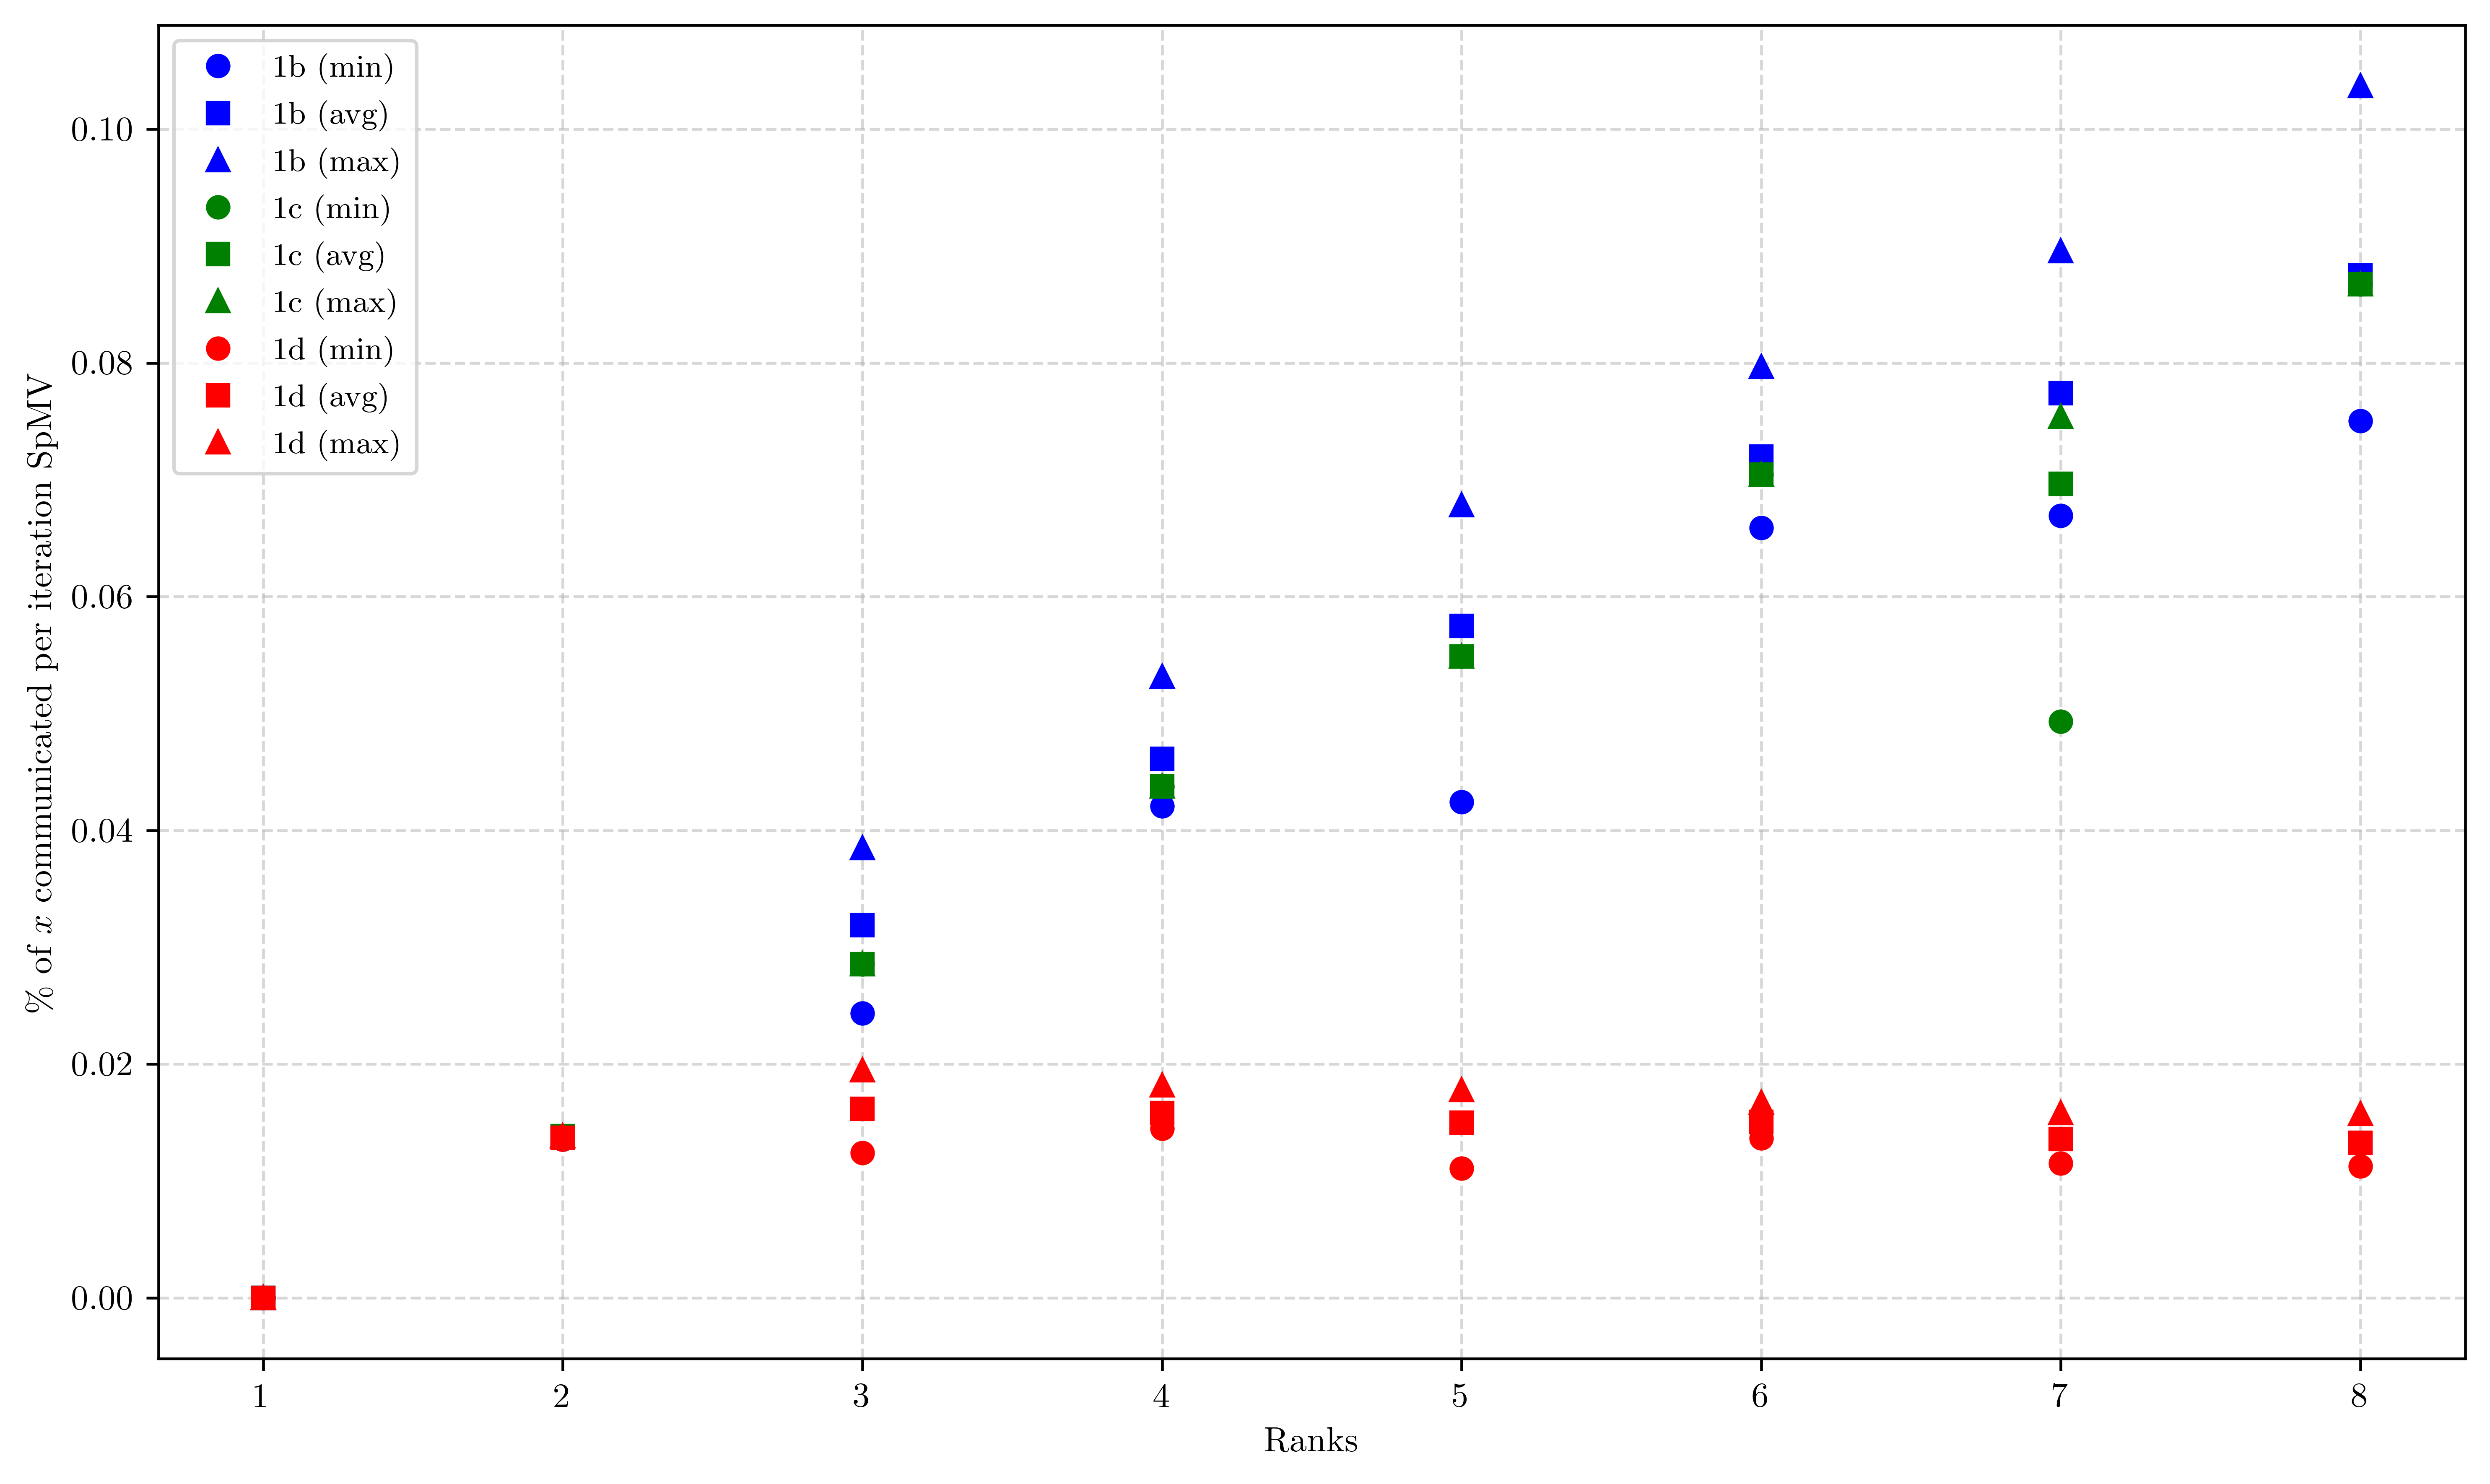 1b (min)
1b (avg)
1b (max)
1c (min)
1c (avg)
1c (max)
1d (min)
1d (avg)
1d (max)
% of x communicated per iteration SpMV
0.10
0.08
0.06
0.04
0.02
0.00
1 2 3 4 5 6 7 8
Ranks